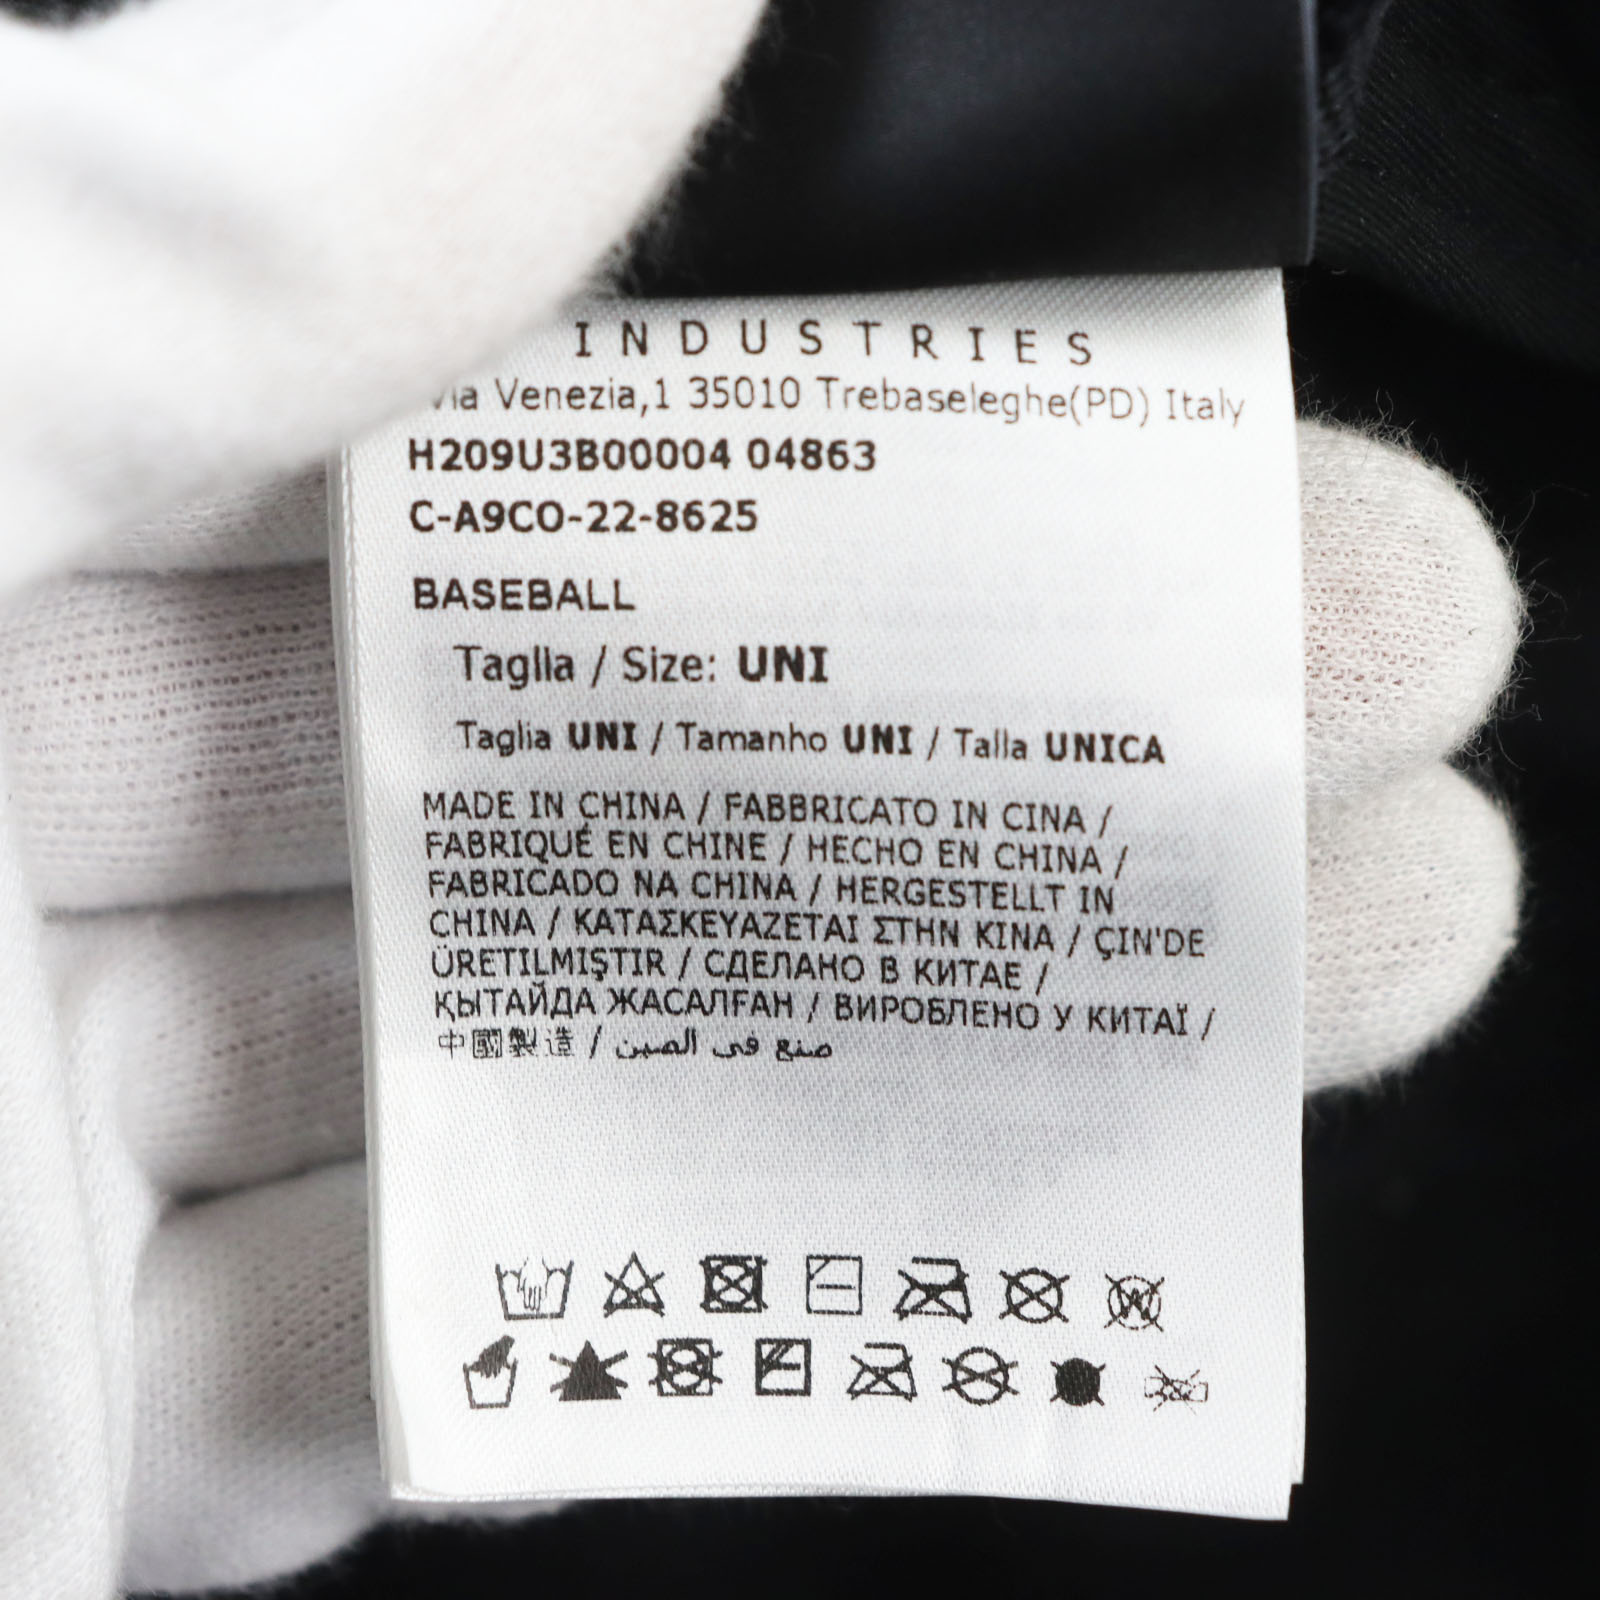 INDUSTRIES
Via Venezia,1 35010 Trebaseleghe(PD) Italy
H209U3B00004 04863
C-A9CO-22-8625
BASEBALL
Taglia / Size: UNI
Taglia UNI / Tamanho UNI / Talla UNICA
MADE IN CHINA / FABBRICATO IN CINA /
FABRIQUÉ EN CHINE / HECHO EN CHINA /
FABRICADO NA CHINA / HERGESTELLT IN
CHINA / ΚΑΤΑΣΚΕΥΑΖΕΤΑΙ ΣΤΗΝ ΚΙΝΑ / ÇIN'DE
ÜRETILMIŞTIR / СДЕЛАНО В КИТАЕ /
ҚЫТАЙДА ЖАСАЛҒАН / ВИРОБЛЕНО У КИТАЇ /
中國製造 / صنع فى الصين
W